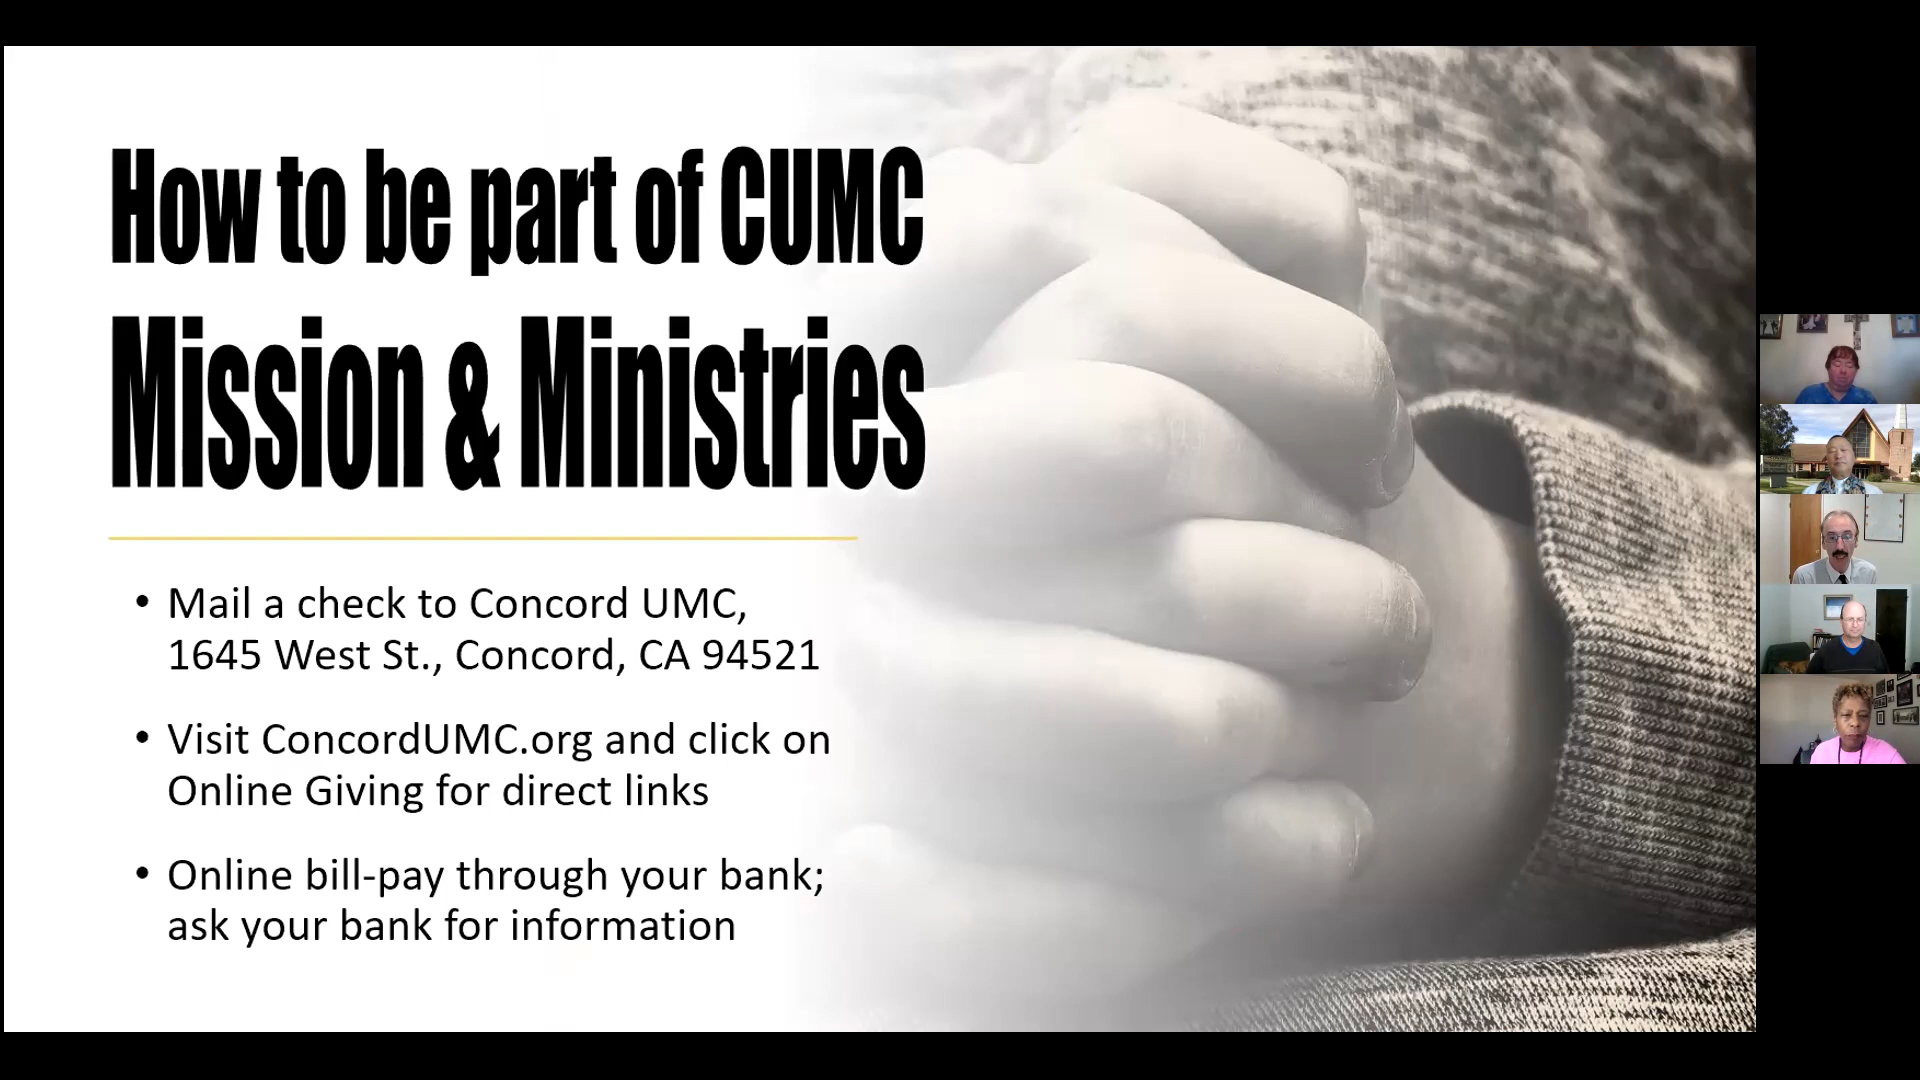 How to be part of CUMC
Mission & Ministries
• Mail a check to Concord UMC,
1645 West St., Concord, CA 94521
• Visit ConcordUMC.org and click on
Online Giving for direct links
• Online bill-pay through your bank;
ask your bank for information